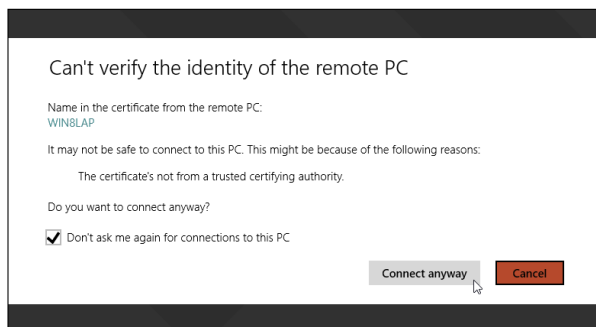 Can't verify the identity of the remote PC
Name in the certificate from the remote PC:
WIN8LAP
It may not be safe to connect to this PC. This might be because of the following reasons:
The certificate's not from a trusted certifying authority.
Do you want to connect anyway?
Don't ask me again for connections to this PC
Connect anyway Cancel